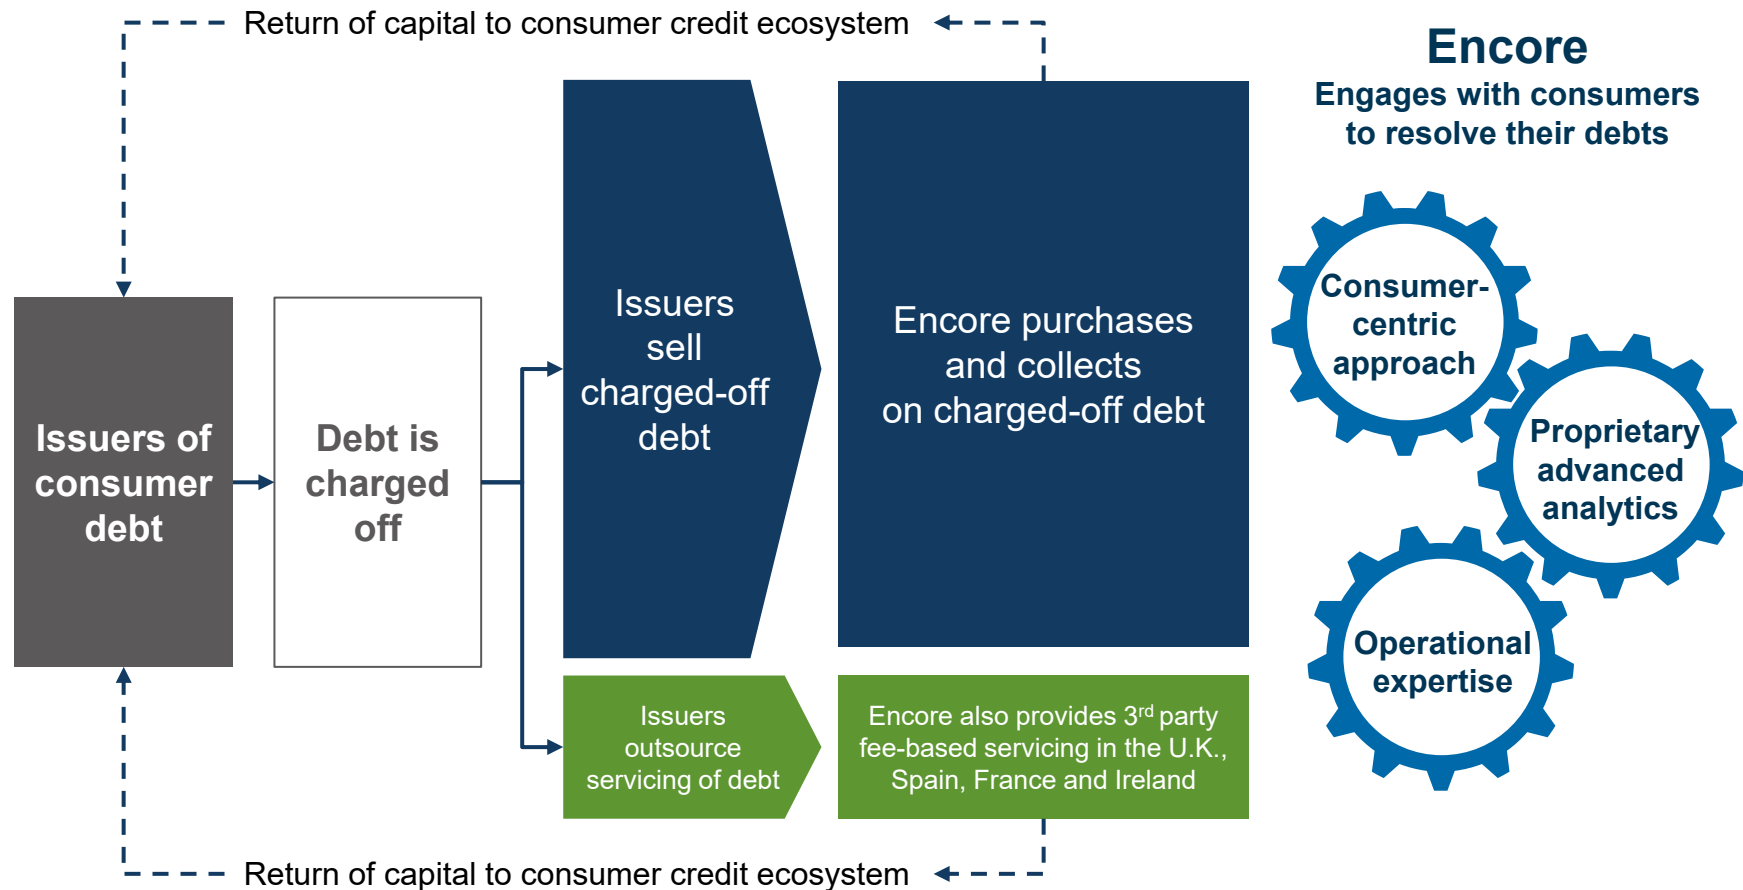 Return of capital to consumer credit ecosystem
Encore
Engages with consumers
to resolve their debts
Issuers of
consumer
debt
Debt is
charged
off
Issuers
sell
charged-off
debt
Encore purchases
and collects
on charged-off debt
Issuers
outsource
servicing of debt
Encore also provides 3rd party
fee-based servicing in the U.K.,
Spain, France and Ireland
Consumer-
centric
approach
Proprietary
advanced
analytics
Operational
expertise
Return of capital to consumer credit ecosystem